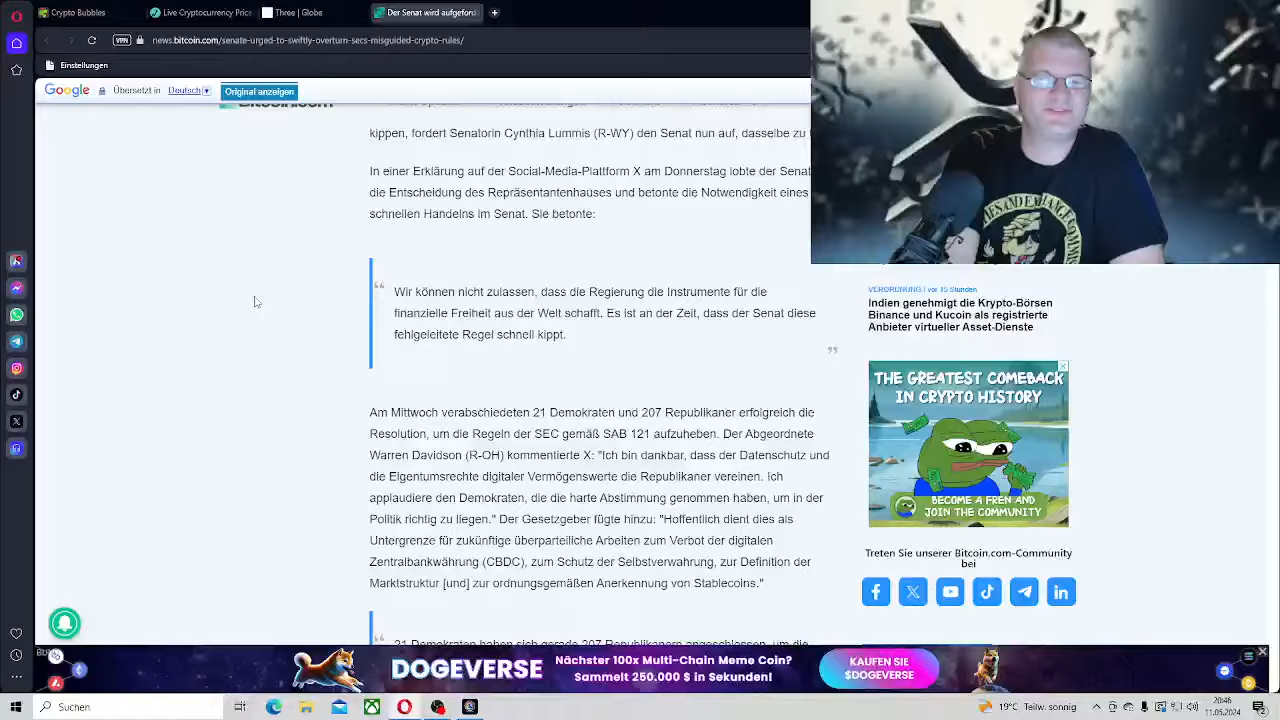 Crypto Bubbles
Live Cryptocurrency Price
Three | Globe
Der Senat wird aufgeford
VPN
news.bitcoin.com/senate-urged-to-swiftly-overturn-secs-misguided-crypto-rules/
Einstellungen
Google Übersetzt in Deutsch Original anzeigen
kippen, fordert Senatorin Cynthia Lummis (R-WY) den Senat nun auf, dasselbe zu
In einer Erklärung auf der Social-Media-Plattform X am Donnerstag lobte der Senat
die Entscheidung des Repräsentantenhauses und betonte die Notwendigkeit eines
schnellen Handelns im Senat. Sie betonte:
“
Wir können nicht zulassen, dass die Regierung die Instrumente für die
finanzielle Freiheit aus der Welt schafft. Es ist an der Zeit, dass der Senat diese
fehlgeleitete Regel schnell kippt.
”
Am Mittwoch verabschiedeten 21 Demokraten und 207 Republikaner erfolgreich die
Resolution, um die Regeln der SEC gemäß SAB 121 aufzuheben. Der Abgeordnete
Warren Davidson (R-OH) kommentierte X: "Ich bin dankbar, dass der Datenschutz und
die Eigentumsrechte digitaler Vermögenswerte die Republikaner vereinen. Ich
applaudiere den Demokraten, die die harte Abstimmung genommen haben, um in der
Politik richtig zu liegen." Der Gesetzgeber fügte hinzu: "Hoffentlich dient dies als
Untergrenze für zukünftige überparteiliche Arbeiten zum Verbot der digitalen
Zentralbankwährung (CBDC), zum Schutz der Selbstverwahrung, zur Definition der
Marktstruktur [und] zur ordnungsgemäßen Anerkennung von Stablecoins."
“
21 Demokraten haben sich gerade 207 Republikanern angeschlossen, um die
VERORDNUNG | vor 15 Stunden
Indien genehmigt die Krypto-Börsen
Binance und Kucoin als registrierte
Anbieter virtueller Asset-Dienste
THE GREATEST COMEBACK
IN CRYPTO HISTORY
BECOME A FREN AND
JOIN THE COMMUNITY
Treten Sie unserer Bitcoin.com-Community
bei
DOGEVERSE
Nächster 100x Multi-Chain Meme Coin?
Sammelt 250.000 $ in Sekunden!
KAUFEN SIE
$DOGEVERSE
Suchen
19°C Teilw. sonnig
20:46
11.05.2024